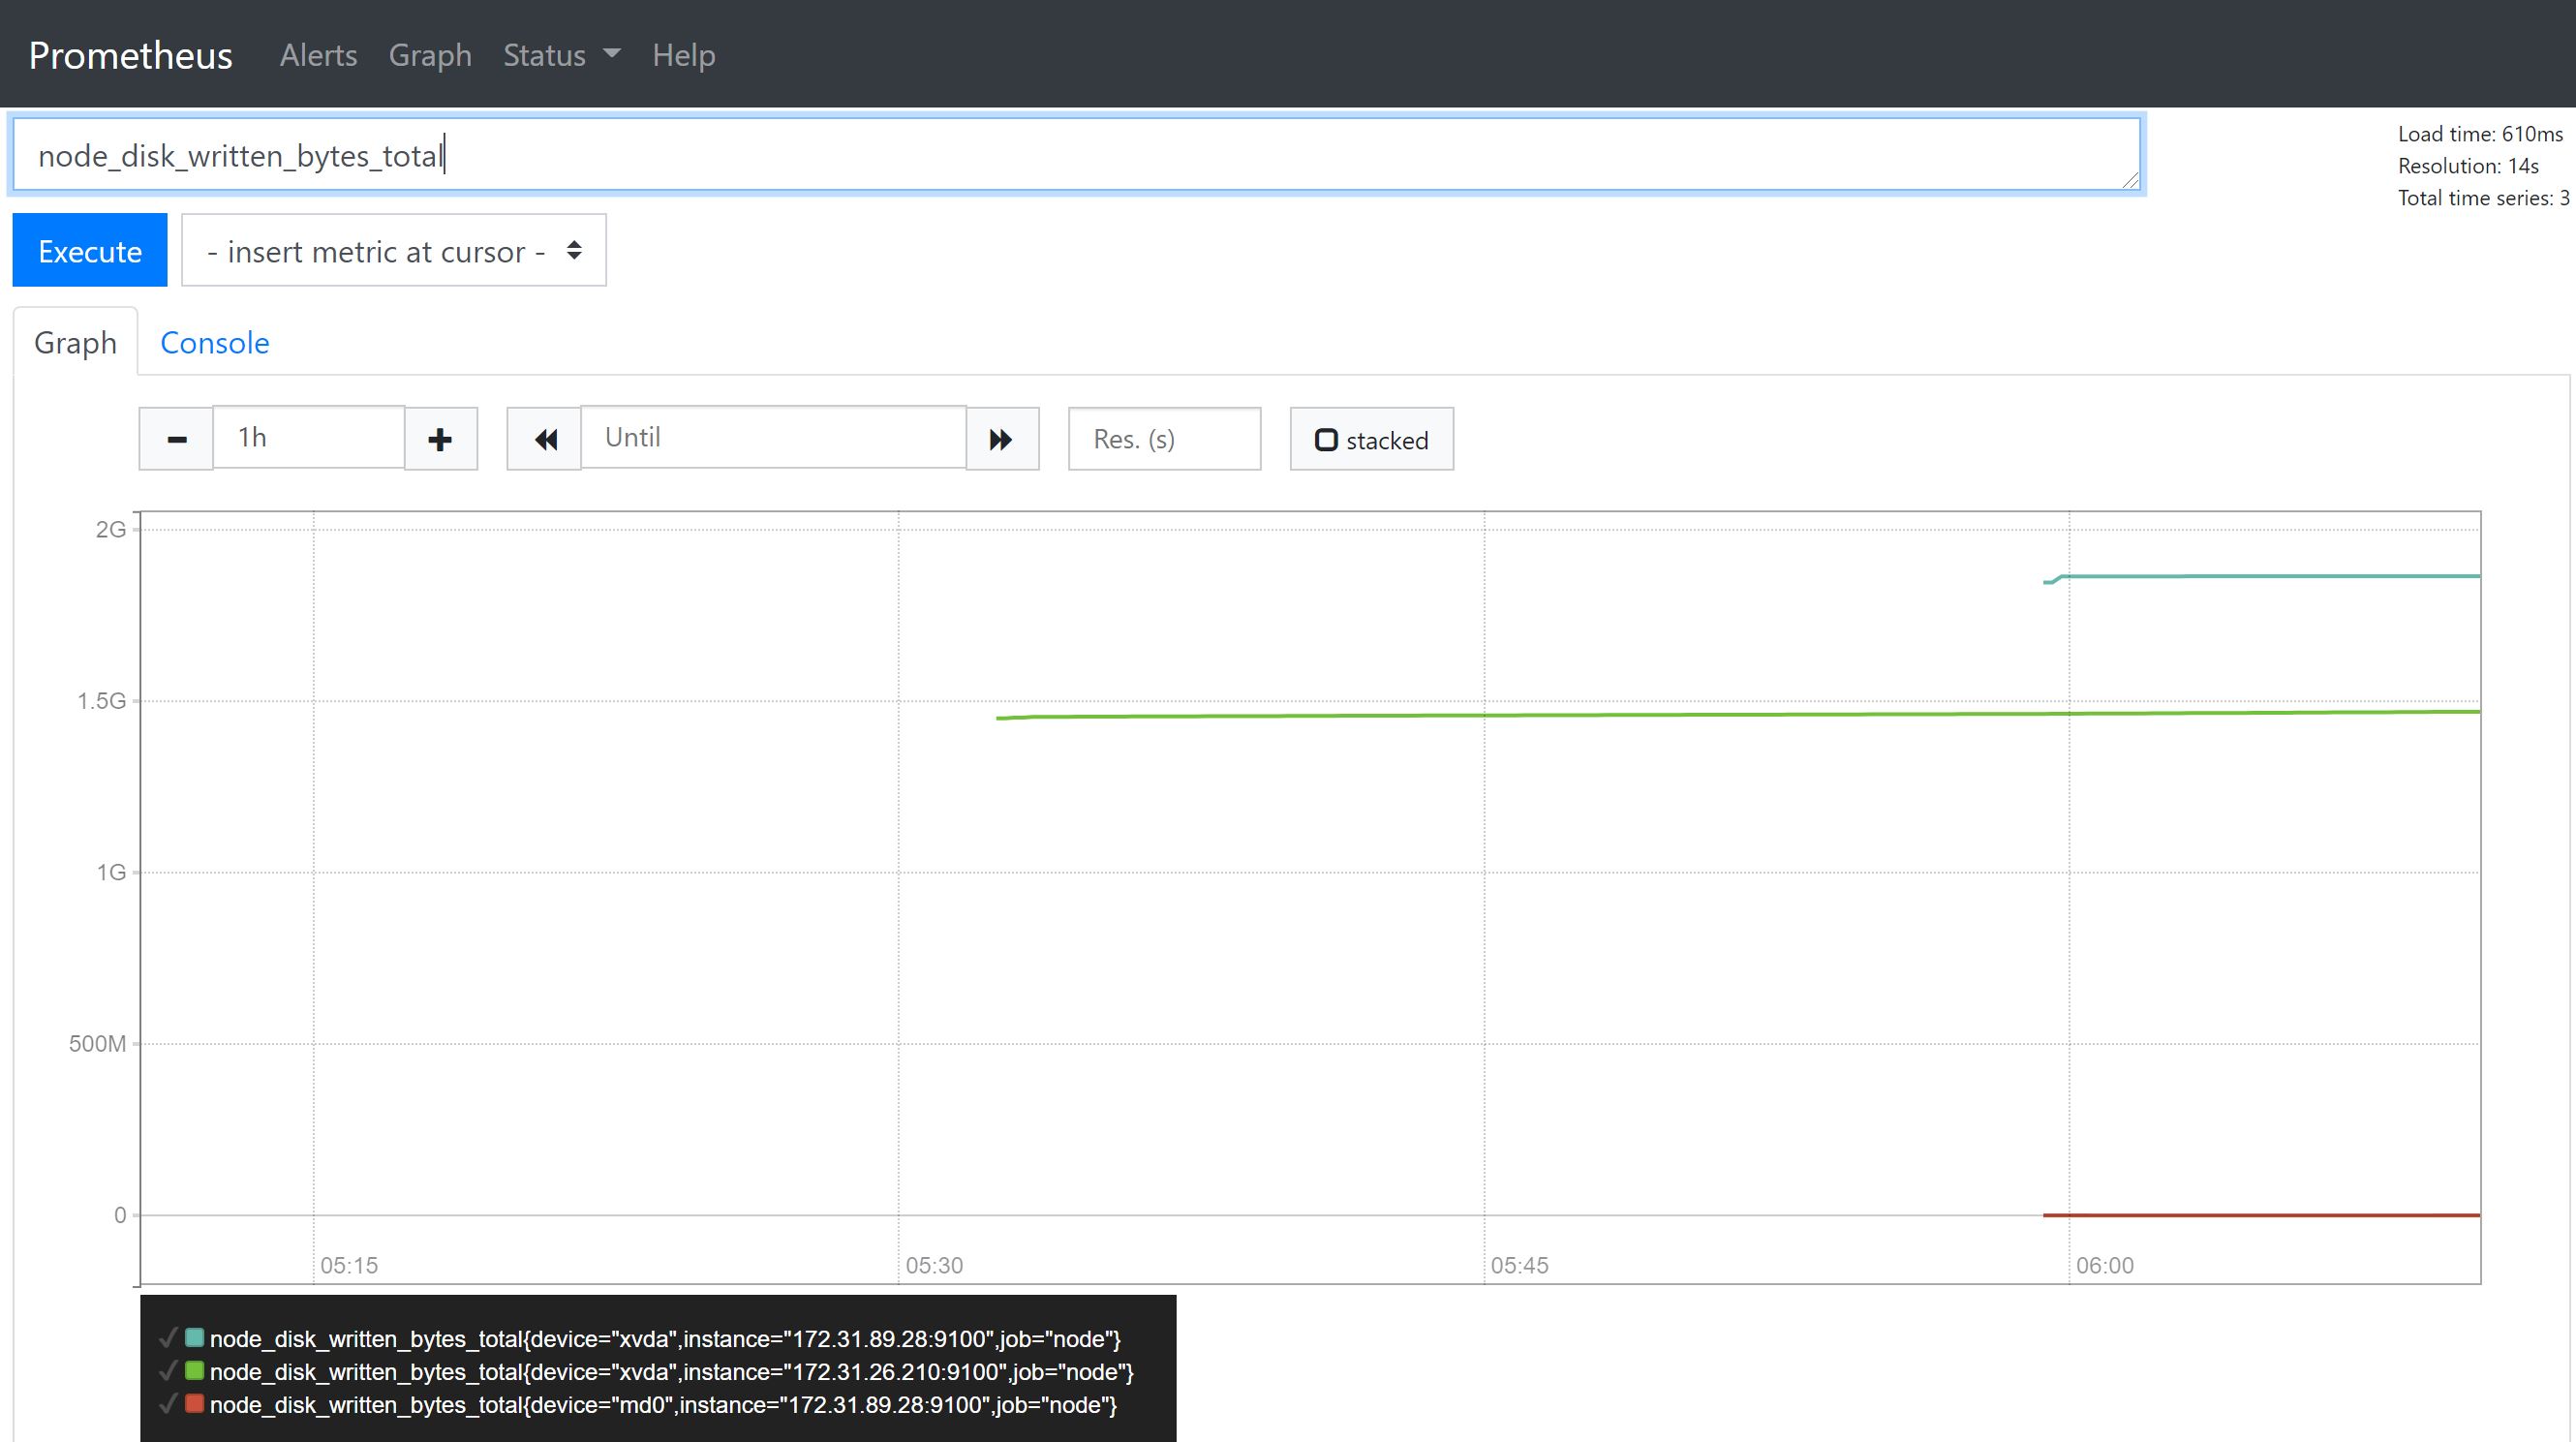 Prometheus Alerts Graph Status Help
node_disk_written_bytes_total
Load time: 610ms
Resolution: 14s
Total time series: 3
Execute - insert metric at cursor -
Graph Console
1h Until Res. (s) stacked
2G
1.5G
1G
500M
0
05:15 05:30 05:45 06:00
node_disk_written_bytes_total{device="xvda",instance="172.31.89.28:9100",job="node"}
node_disk_written_bytes_total{device="xvda",instance="172.31.26.210:9100",job="node"}
node_disk_written_bytes_total{device="md0",instance="172.31.89.28:9100",job="node"}